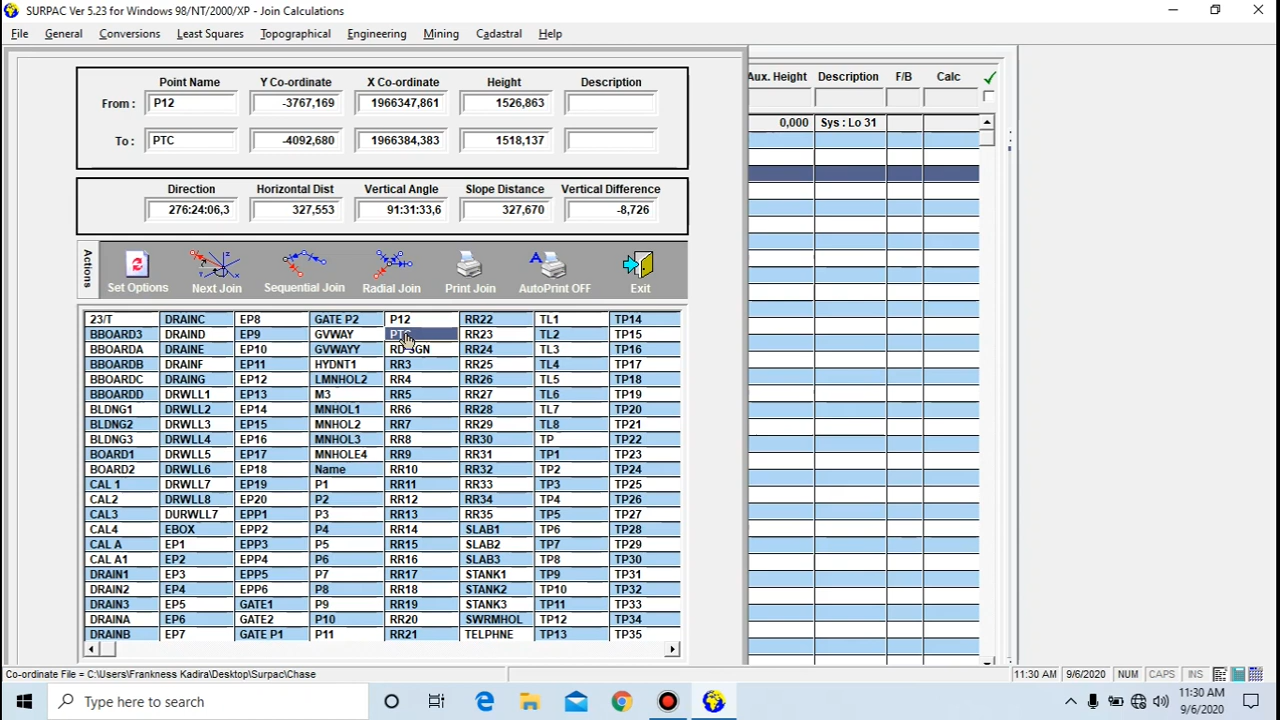 SURPAC Ver 5.23 for Windows 98/NT/2000/XP - Join Calculations
File General Conversions Least Squares Topographical Engineering Mining Cadastral Help
Point Name Y Co-ordinate X Co-ordinate Height Description
From : P12 -3767,169 1966347,861 1526,863
To : PTC -4092,680 1966384,383 1518,137
Direction Horizontal Dist Vertical Angle Slope Distance Vertical Difference
276:24:06,3 327,553 91:31:33,6 327,670 -8,726
Aux. Height Description F/B Calc
0,000 Sys : Lo 31
Actions
Set Options Next Join Sequential Join Radial Join Print Join AutoPrint OFF Exit
23/T DRAINC EP8 GATE P2 P12 RR22 TL1 TP14
BBOARD3 DRAIND EP9 GVWAY PTC RR23 TL2 TP15
BBOARDA DRAINE EP10 GVWAYY RD SGN RR24 TL3 TP16
BBOARDB DRAINF EP11 HYDNT1 RR3 RR25 TL4 TP17
BBOARDC DRAING EP12 LMNHOL2 RR4 RR26 TL5 TP18
BBOARDD DRWLL1 EP13 M3 RR5 RR27 TL6 TP19
BLDNG1 DRWLL2 EP14 MNHOL1 RR6 RR28 TL7 TP20
BLDNG2 DRWLL3 EP15 MNHOL2 RR7 RR29 TL8 TP21
BLDNG3 DRWLL4 EP16 MNHOL3 RR8 RR30 TP TP22
BOARD1 DRWLL5 EP17 MNHOLE4 RR9 RR31 TP1 TP23
BOARD2 DRWLL6 EP18 Name RR10 RR32 TP2 TP24
CAL 1 DRWLL7 EP19 P1 RR11 RR33 TP3 TP25
CAL2 DRWLL8 EP20 P2 RR12 RR34 TP4 TP26
CAL3 DURWLL7 EPP1 P3 RR13 RR35 TP5 TP27
CAL4 EBOX EPP2 P4 RR14 SLAB1 TP6 TP28
CAL A EP1 EPP3 P5 RR15 SLAB2 TP7 TP29
CAL A1 EP2 EPP4 P6 RR16 SLAB3 TP8 TP30
DRAIN1 EP3 EPP5 P7 RR17 STANK1 TP9 TP31
DRAIN2 EP4 EPP6 P8 RR18 STANK2 TP10 TP32
DRAIN3 EP5 GATE1 P9 RR19 STANK3 TP11 TP33
DRAINA EP6 GATE2 P10 RR20 SWRMHOL TP12 TP34
DRAINB EP7 GATE P1 P11 RR21 TELPHNE TP13 TP35
Co-ordinate File = C:\Users\Frankness Kadira\Desktop\Surpac\Chase 11:30 AM 9/6/2020 NUM CAPS INS
Type here to search
11:30 AM
9/6/2020